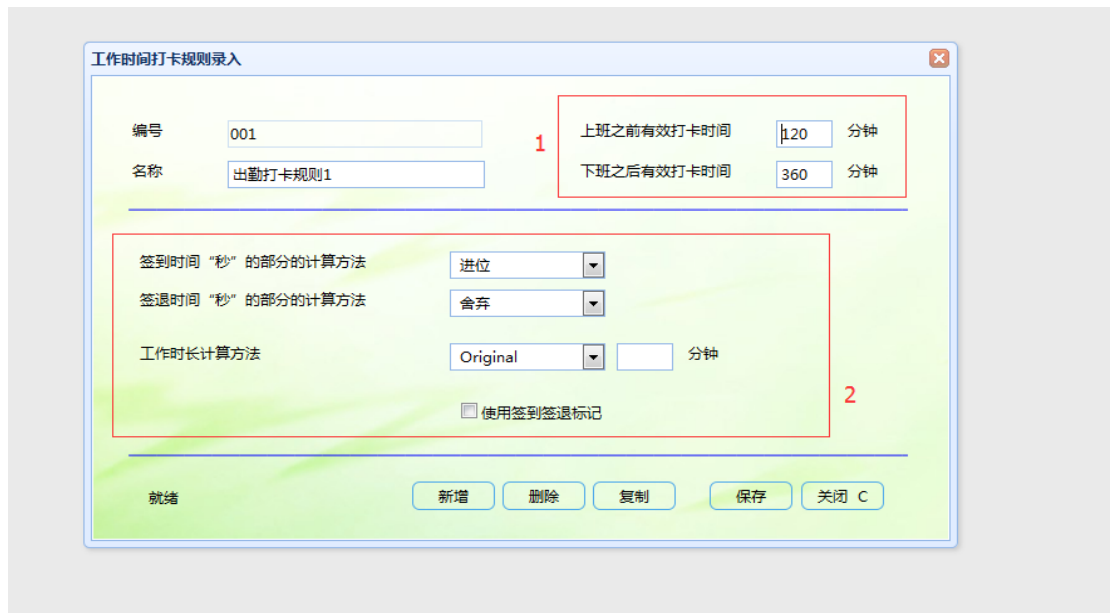 工作时间打卡规则录入
编号 001
1
上班之前有效打卡时间 120 分钟
名称 出勤打卡规则1
下班之后有效打卡时间 360 分钟
签到时间“秒”的部分的计算方法 进位
签退时间“秒”的部分的计算方法 舍弃
工作时长计算方法 Original 分钟
使用签到签退标记
2
就绪 新增 删除 复制 保存 关闭 C